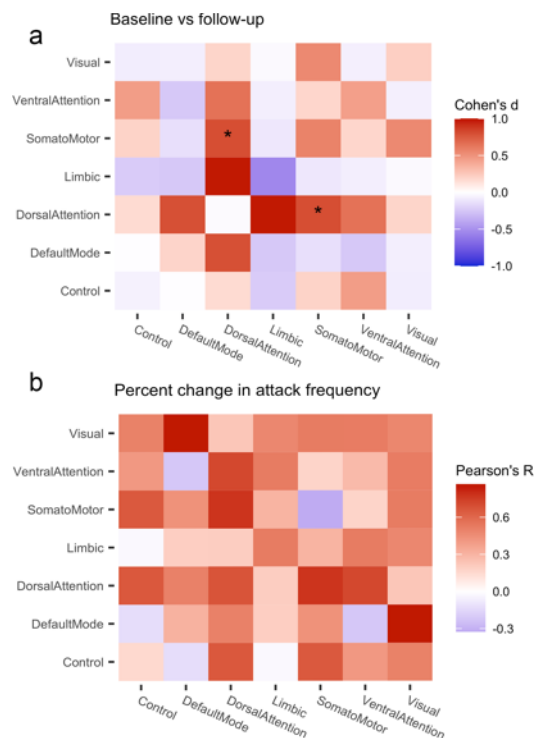 Baseline vs follow-up
a
Visual
VentralAttention
SomatoMotor
*
Limbic
DorsalAttention
*
DefaultMode
Control
Control
DefaultMode
DorsalAttention
Limbic
SomatoMotor
VentralAttention
Visual
Cohen's d
1.0
0.5
0.0
-0.5
-1.0
b
Percent change in attack frequency
Visual
VentralAttention
SomatoMotor
Limbic
DorsalAttention
DefaultMode
Control
Control
DefaultMode
DorsalAttention
Limbic
SomatoMotor
VentralAttention
Visual
Pearson's R
0.6
0.3
0.0
-0.3